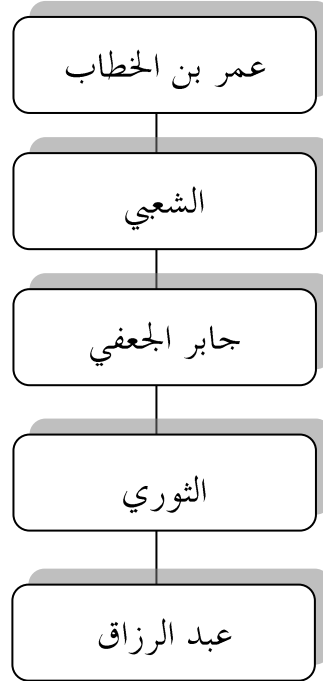 عمر بن الخطاب
الشعبي
جابر الجعفي
الثوري
عبد الرزاق